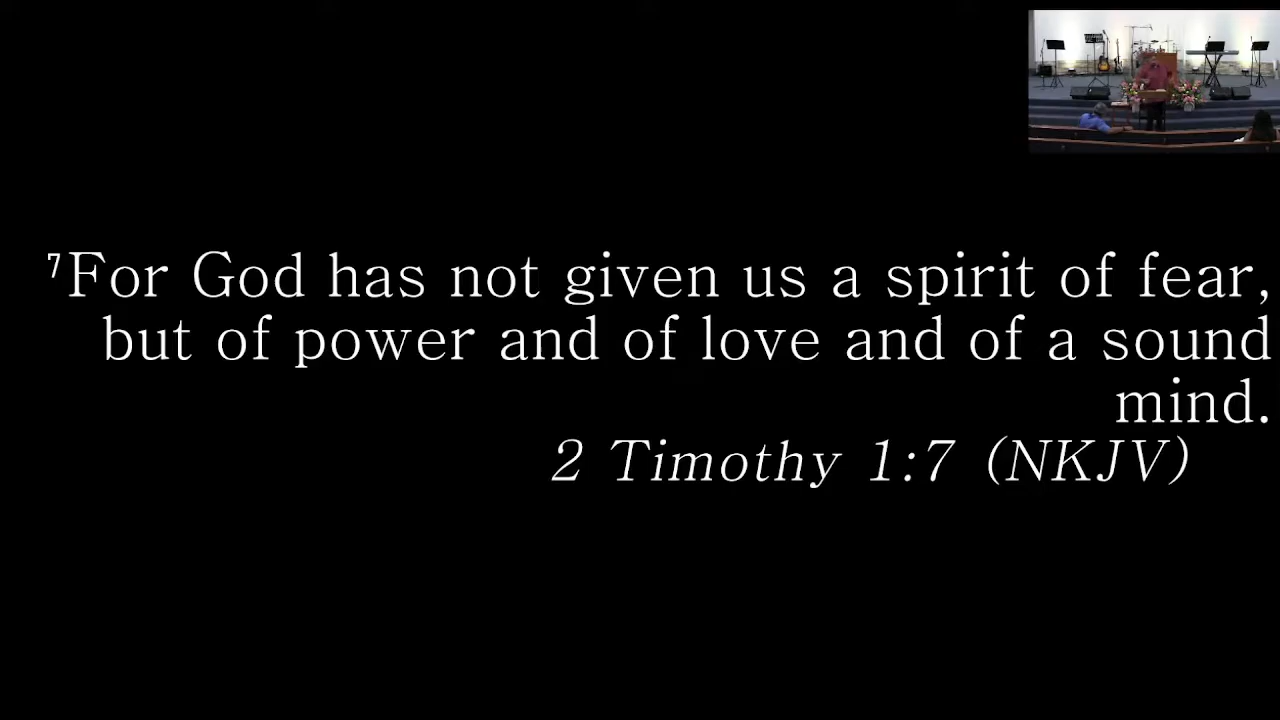 ⁷For God has not given us a spirit of fear,
but of power and of love and of a sound
mind.
2 Timothy 1:7 (NKJV)